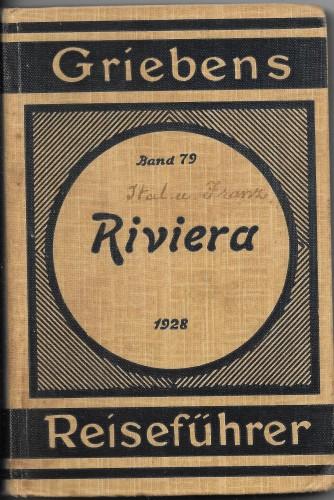 Griebens
Band 79
Ital. u. Franz.
Riviera
1928
Reiseführer